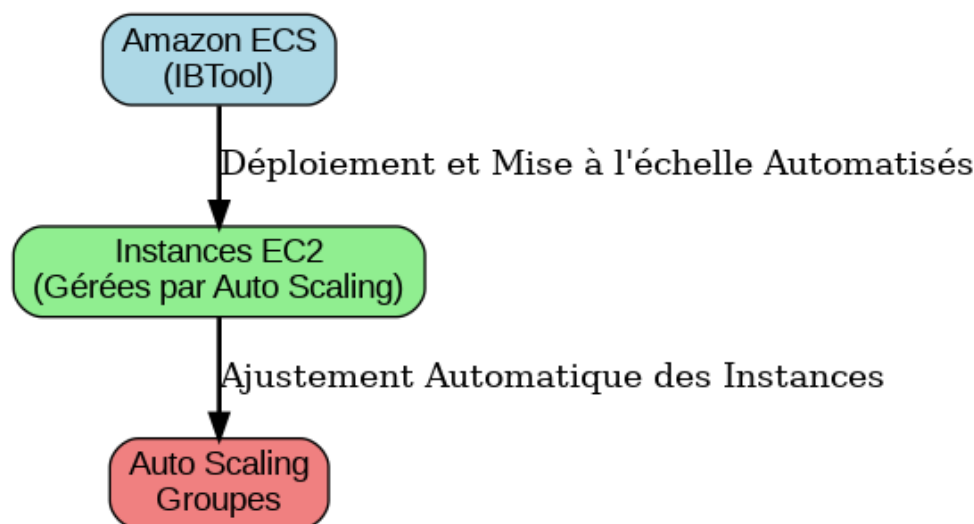 Amazon ECS
(IBTool)
Déploiement et Mise à l'échelle Automatisés
Instances EC2
(Gérées par Auto Scaling)
Ajustement Automatique des Instances
Auto Scaling
Groupes